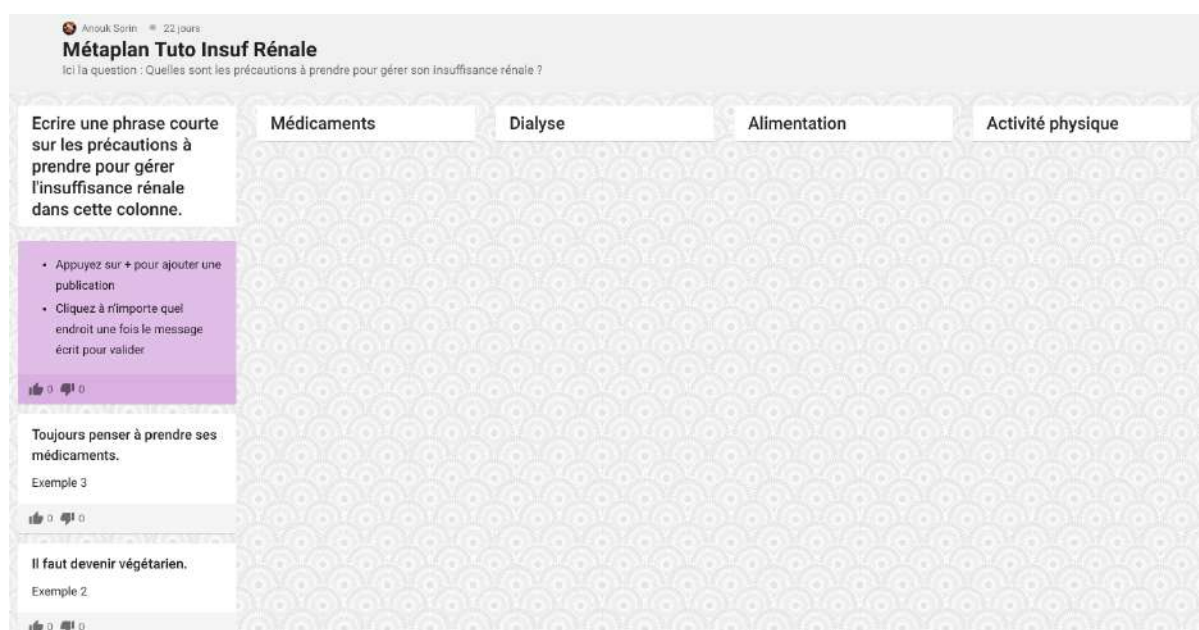 Anouk Sorin • 22 jours
Métaplan Tuto Insuf Rénale
Ici la question : Quelles sont les précautions à prendre pour gérer son insuffisance rénale ?
Ecrire une phrase courte
sur les précautions à
prendre pour gérer
l'insuffisance rénale
dans cette colonne.
Médicaments
Dialyse
Alimentation
Activité physique
• Appuyez sur + pour ajouter une
publication
• Cliquez à n'importe quel
endroit une fois le message
écrit pour valider
0 0
Toujours penser à prendre ses
médicaments.
Exemple 3
0 0
Il faut devenir végétarien.
Exemple 2
0 0